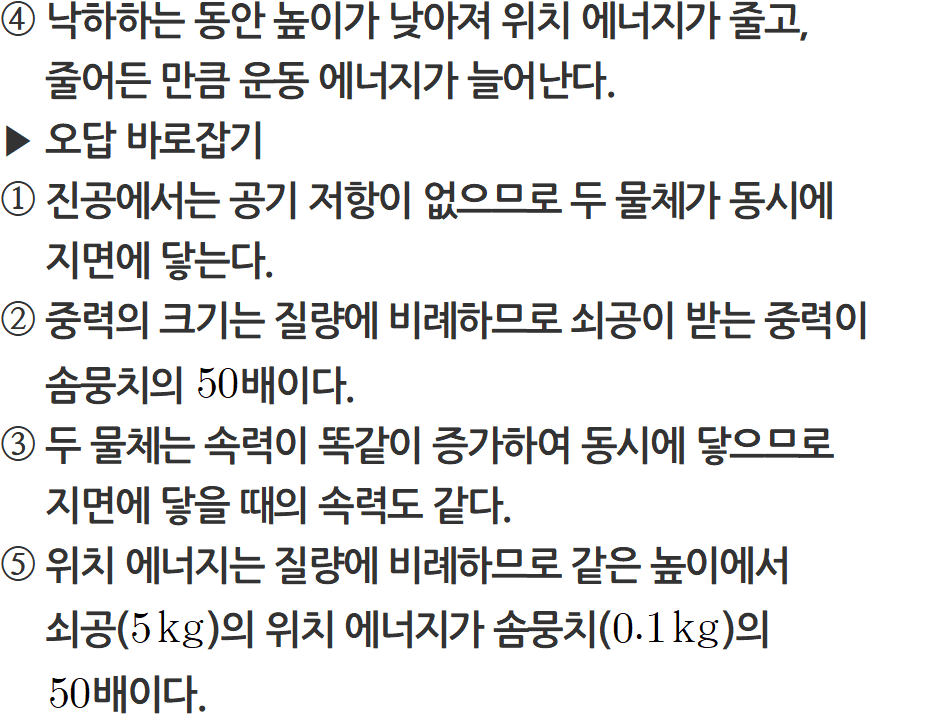 ④ 낙하하는 동안 높이가 낮아져 위치 에너지가 줄고,
줄어든 만큼 운동 에너지가 늘어난다.
▶ 오답 바로잡기
① 진공에서는 공기 저항이 없으므로 두 물체가 동시에
지면에 닿는다.
② 중력의 크기는 질량에 비례하므로 쇠공이 받는 중력이
솜뭉치의 50배이다.
③ 두 물체는 속력이 똑같이 증가하여 동시에 닿으므로
지면에 닿을 때의 속력도 같다.
⑤ 위치 에너지는 질량에 비례하므로 같은 높이에서
쇠공(5 kg)의 위치 에너지가 솜뭉치(0.1 kg)의
50배이다.